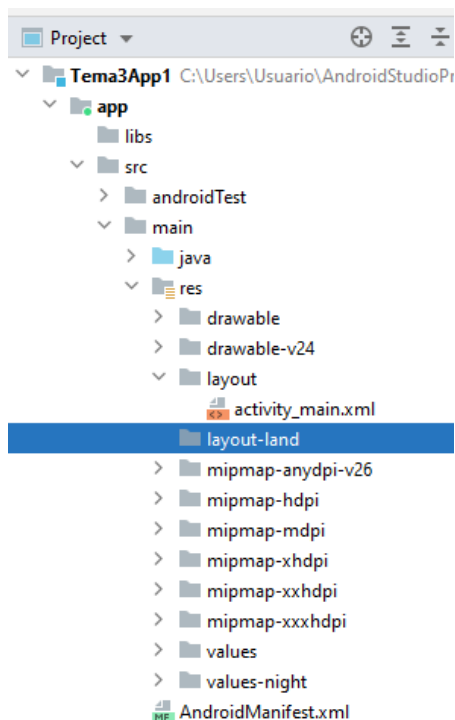 Project
Tema3App1 C:\Users\Usuario\AndroidStudioPr
app
libs
src
androidTest
main
java
res
drawable
drawable-v24
layout
activity_main.xml
layout-land
mipmap-anydpi-v26
mipmap-hdpi
mipmap-mdpi
mipmap-xhdpi
mipmap-xxhdpi
mipmap-xxxhdpi
values
values-night
MF AndroidManifest.xml